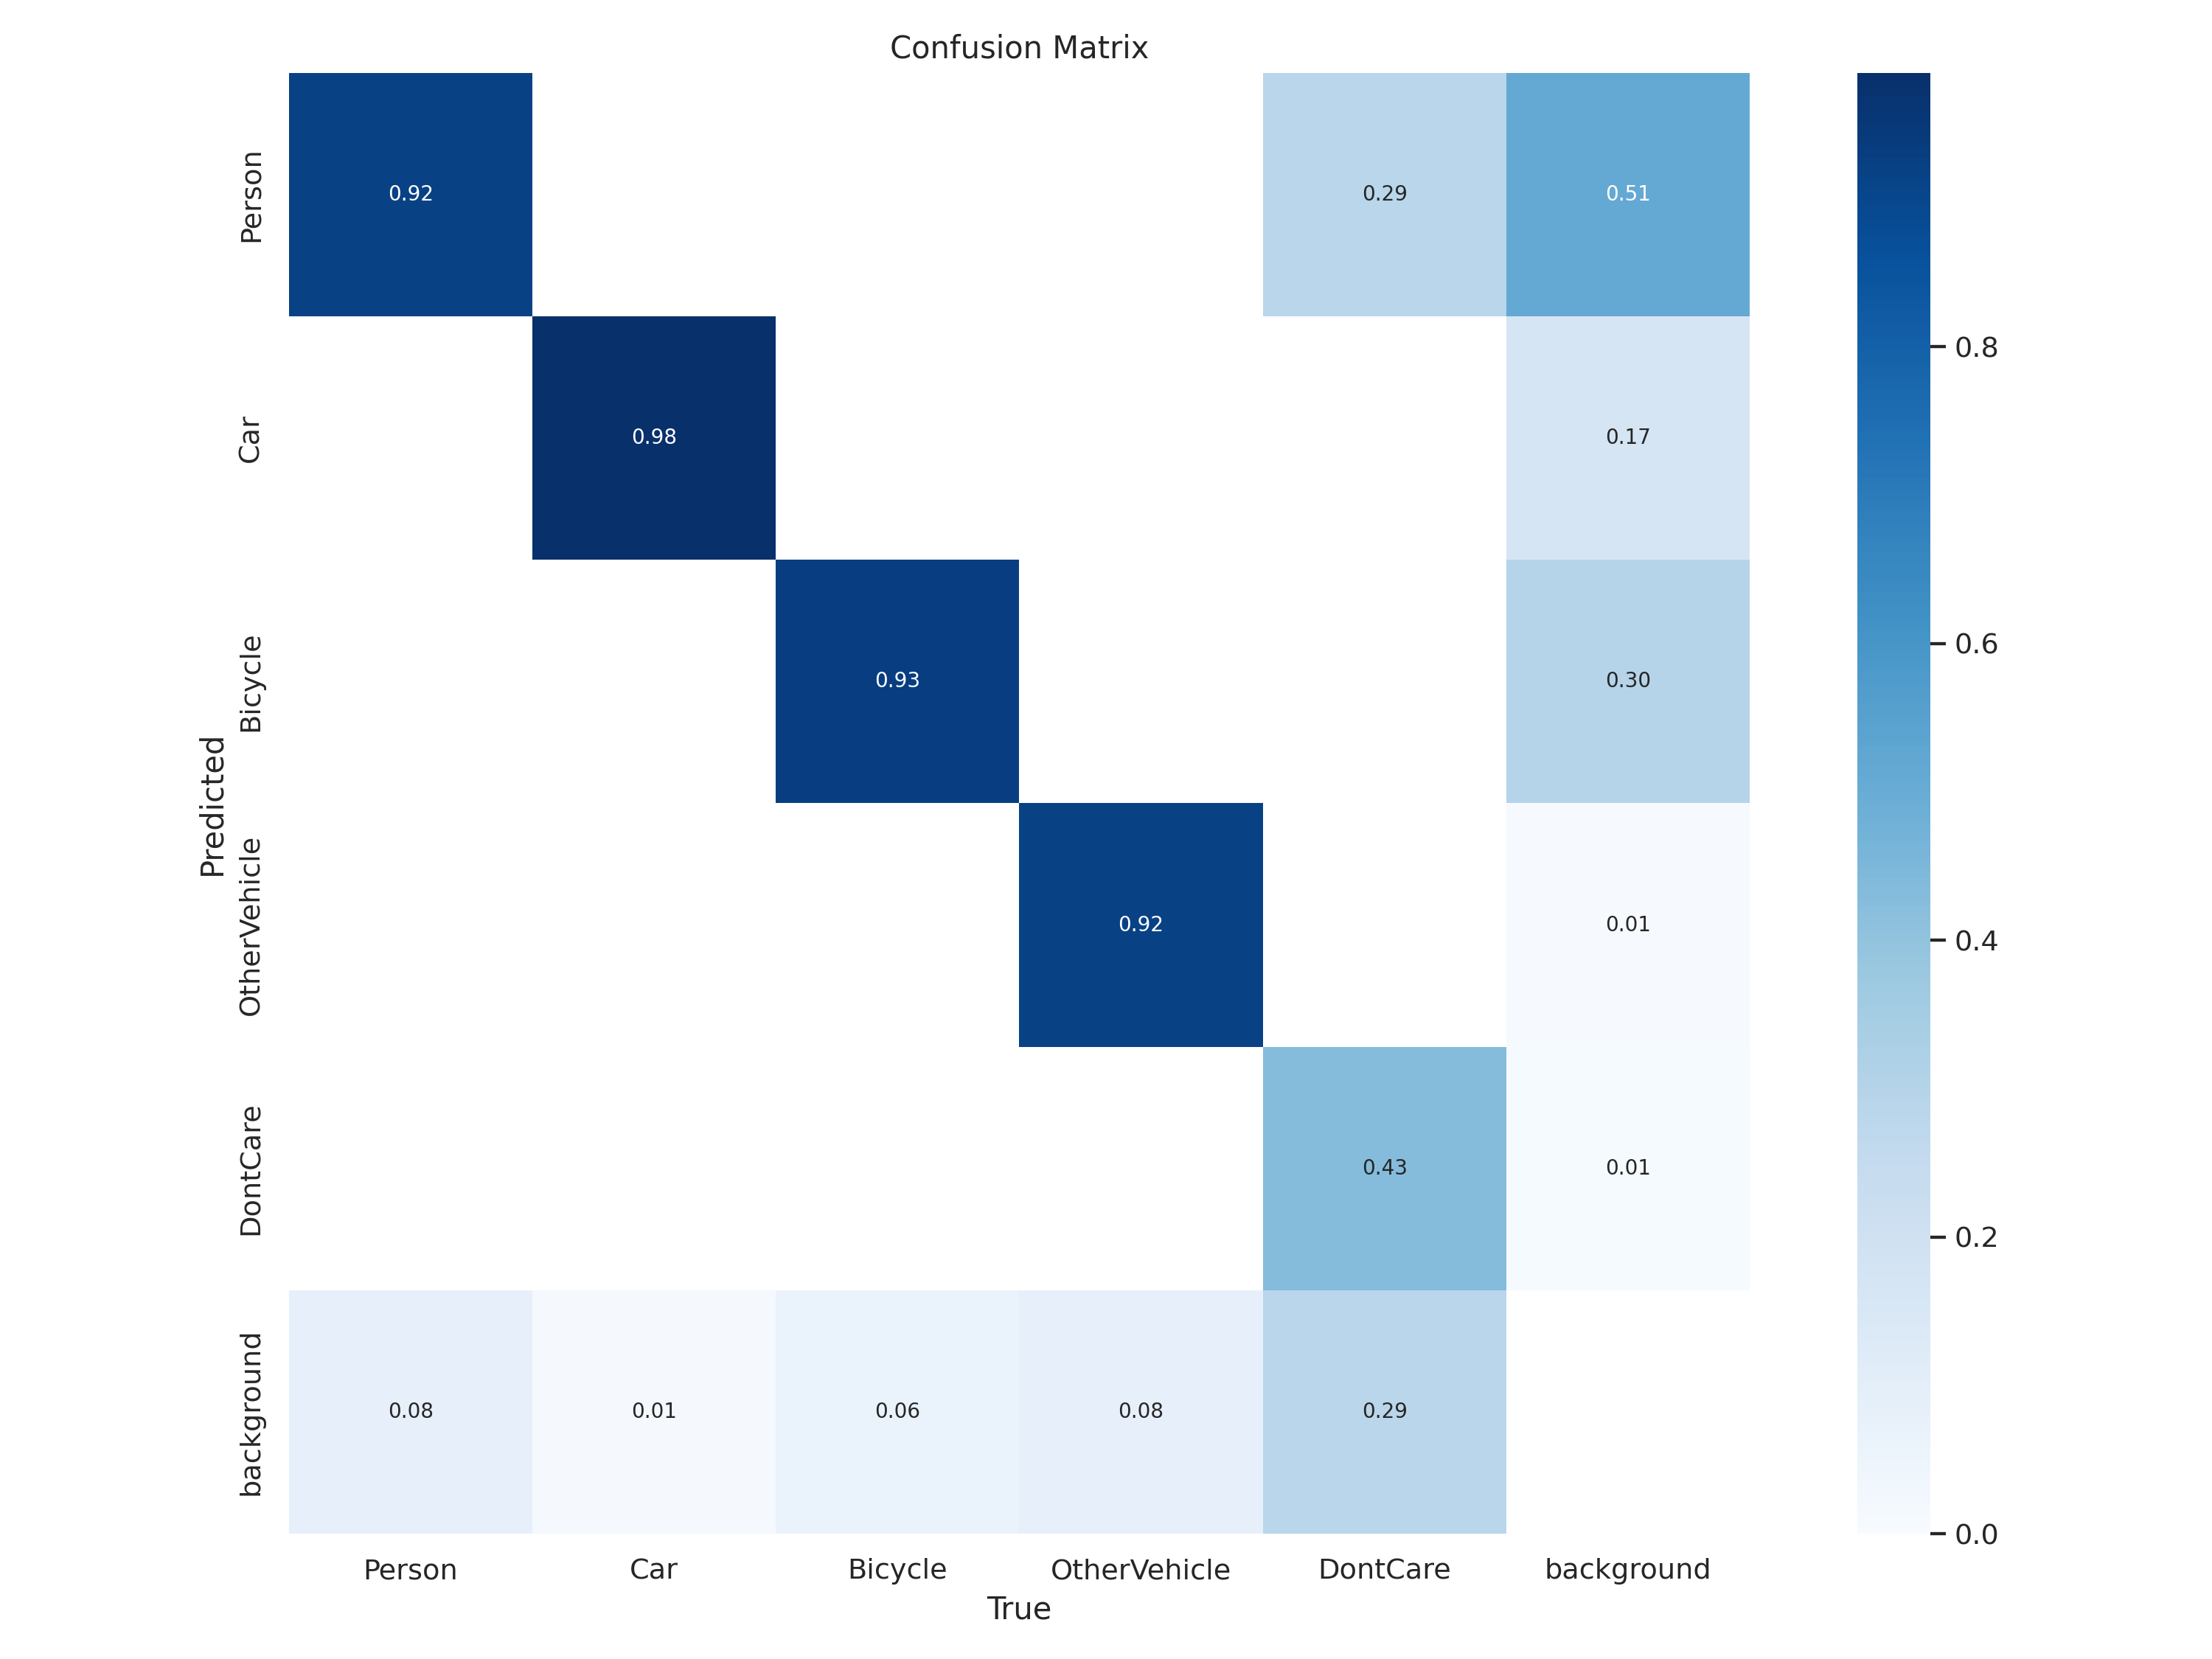 Confusion Matrix
Person
0.92
0.29
0.51
Car
0.98
0.17
0.8
Bicycle
0.93
0.30
0.6
Predicted
OtherVehicle
0.92
0.01
0.4
DontCare
0.43
0.01
0.2
background
0.08
0.01
0.06
0.08
0.29
0.0
Person
Car
Bicycle
OtherVehicle
DontCare
background
True